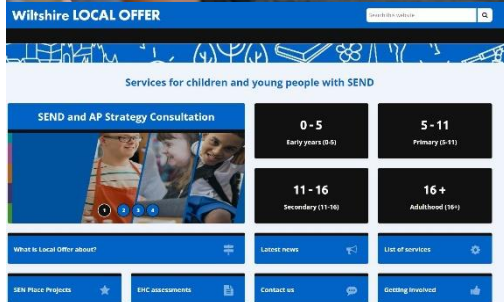 Wiltshire LOCAL OFFER
Search this website
Services for children and young people with SEND
SEND and AP Strategy Consultation
1 2 3 4
0 - 5
Early years (0-5)
5 - 11
Primary (5-11)
11 - 16
Secondary (11-16)
16 +
Adulthood (16+)
What is Local Offer about?
Latest news
List of services
SEN Place Projects
EHC assessments
Contact us
Getting Involved